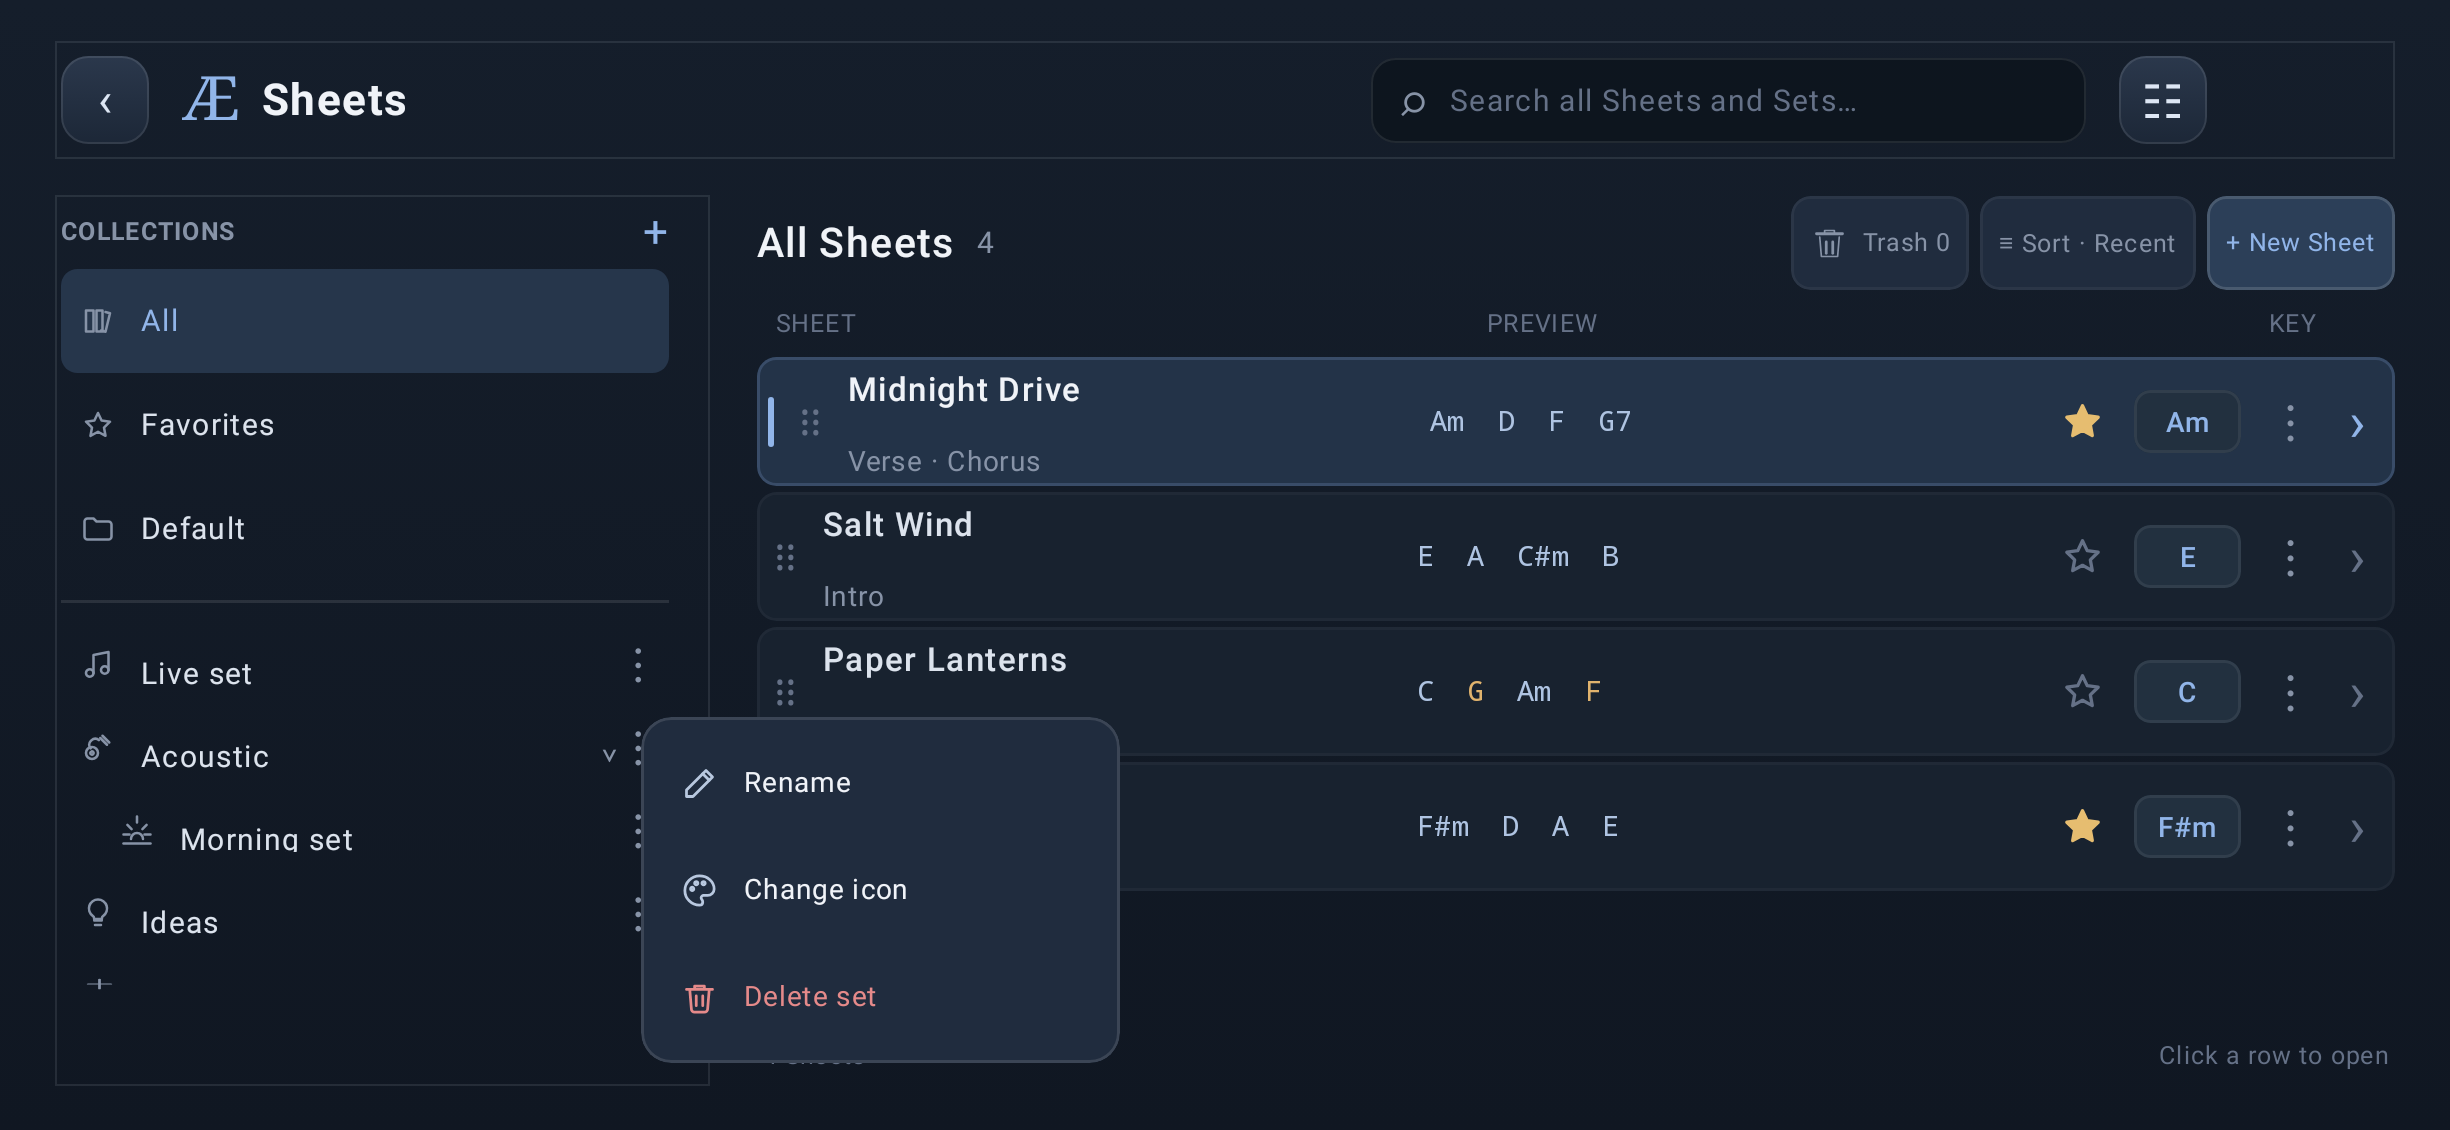 ‹ Æ Sheets
Search all Sheets and Sets…
COLLECTIONS +
All
Favorites
Default
Live set
Acoustic
Morning set
Ideas
All Sheets 4
Trash 0
≡ Sort · Recent
+ New Sheet
SHEET PREVIEW KEY
Midnight Drive
Verse · Chorus
Am D F G7
Am
Salt Wind
Intro
E A C#m B
E
Paper Lanterns
C G Am F
C
F#m D A E
F#m
Rename
Change icon
Delete set
Click a row to open